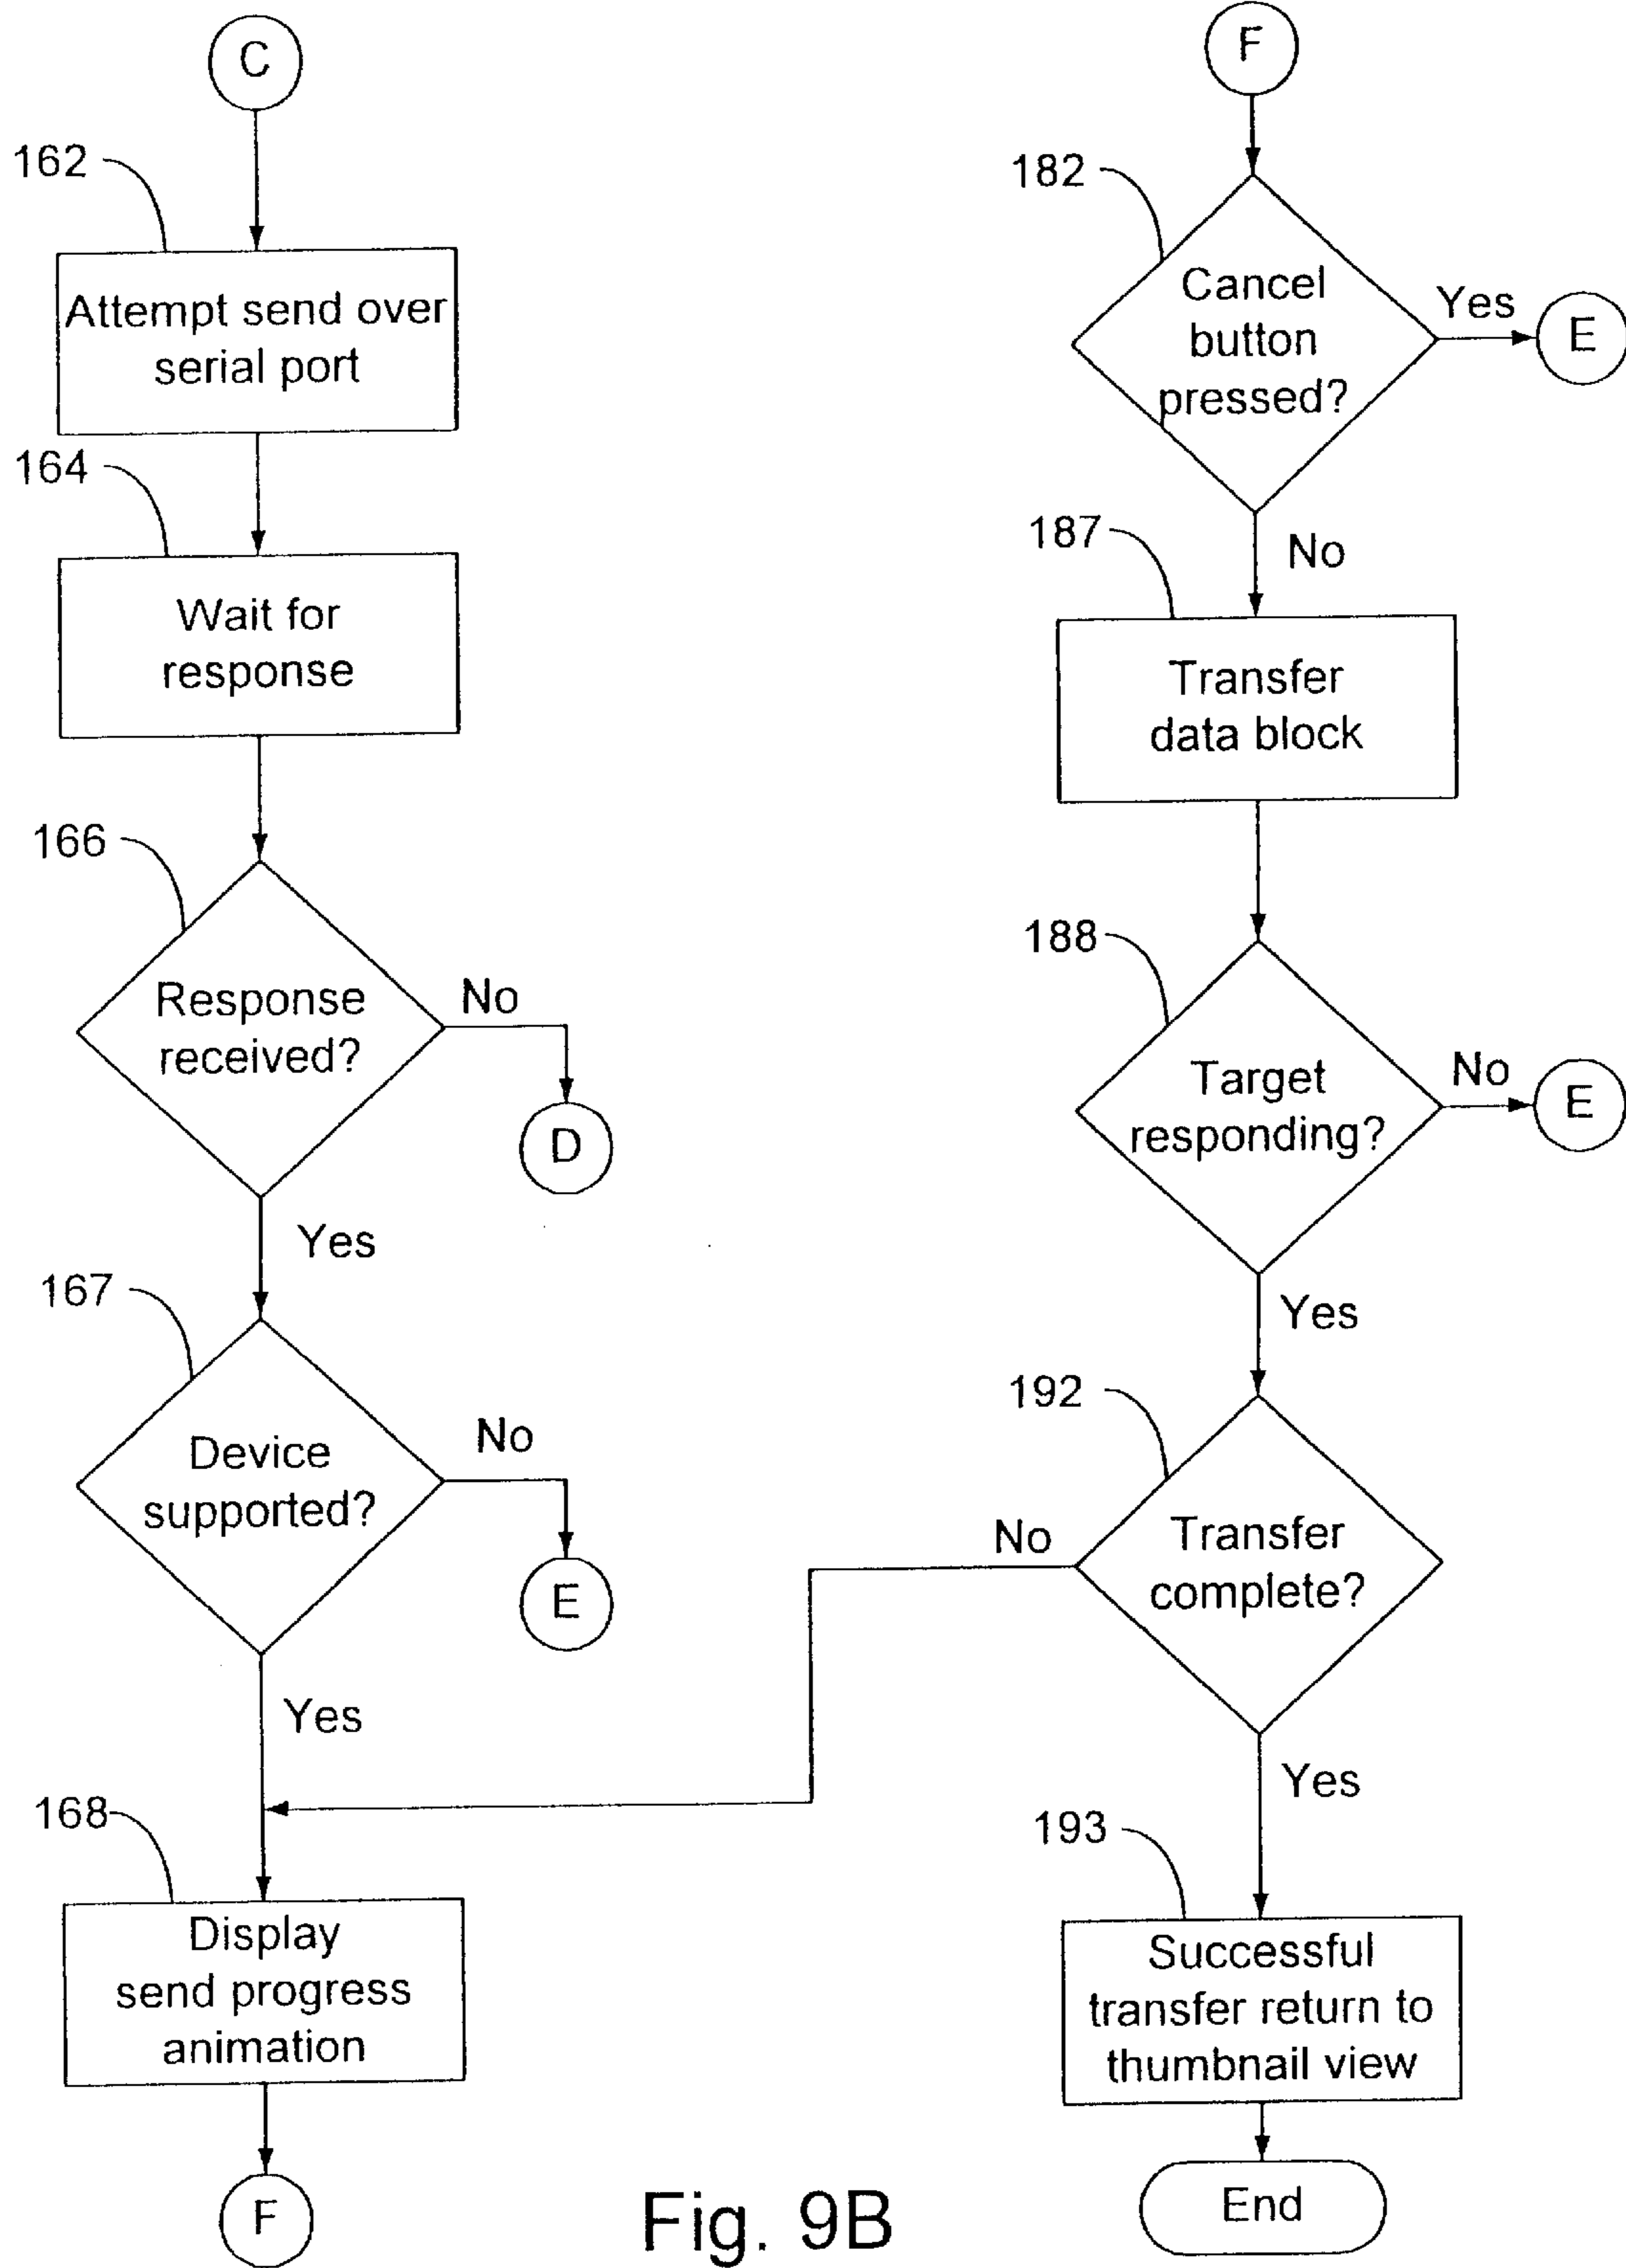 C
162
Attempt send over
serial port
164
Wait for
response
166
Response
received?
No
D
Yes
167
Device
supported?
No
E
Yes
168
Display
send progress
animation
F
F
182
Cancel
button
pressed?
Yes
E
No
187
Transfer
data block
188
Target
responding?
No
E
Yes
192
Transfer
complete?
No
Yes
193
Successful
transfer return to
thumbnail view
End
Fig. 9B